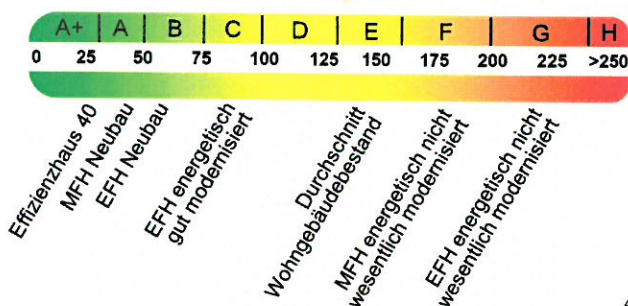 A+ A B C D E F G H
0 25 50 75 100 125 150 175 200 225 >250
Effizienzhaus 40
MFH Neubau
EFH Neubau
EFH energetisch
gut modernisiert
Durchschnitt
Wohngebäudebestand
MFH energetisch nicht
wesentlich modernisiert
EFH energetisch nicht
wesentlich modernisiert